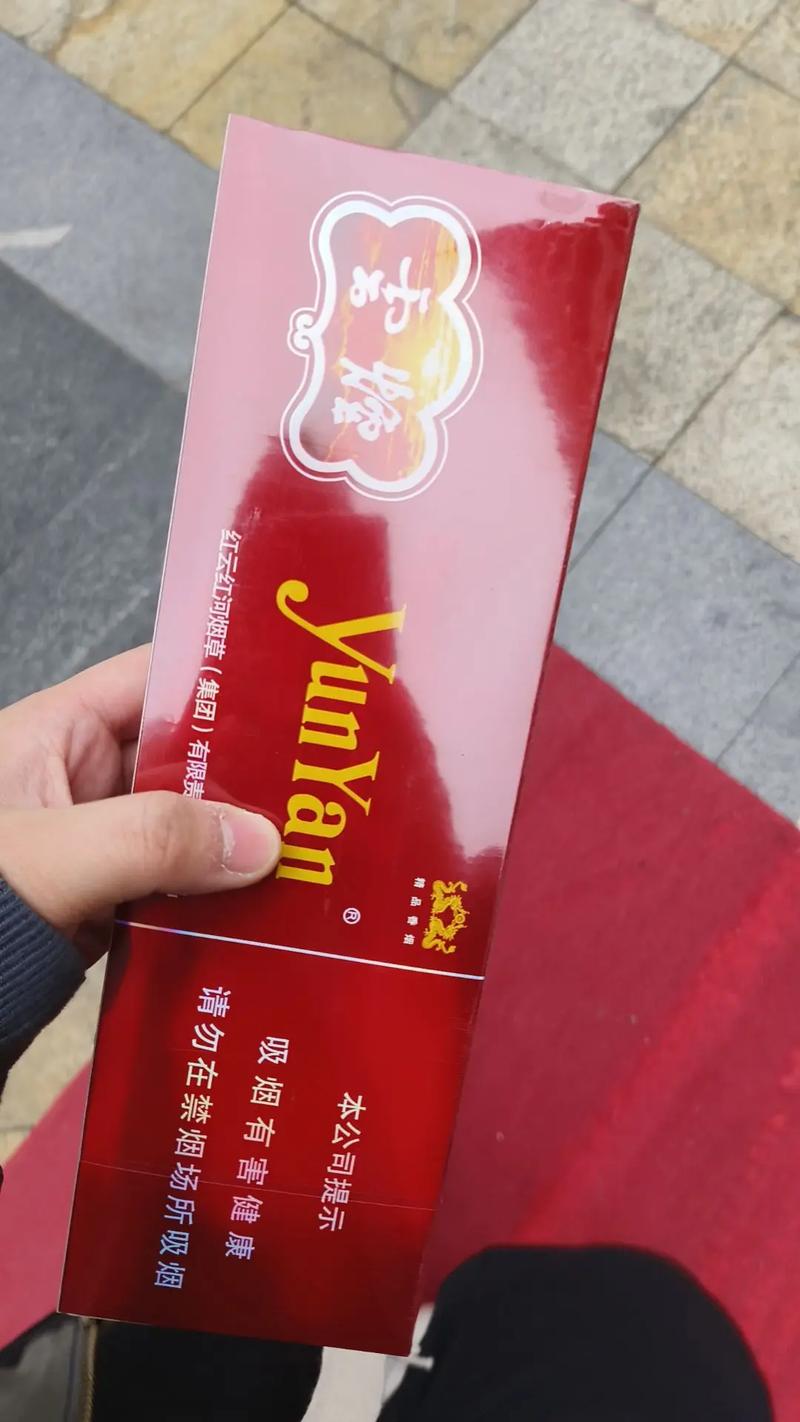 云烟
YunYan®
红云红河烟草（集团）有限责
精品香烟
本公司提示
吸烟有害健康
请勿在禁烟场所吸烟